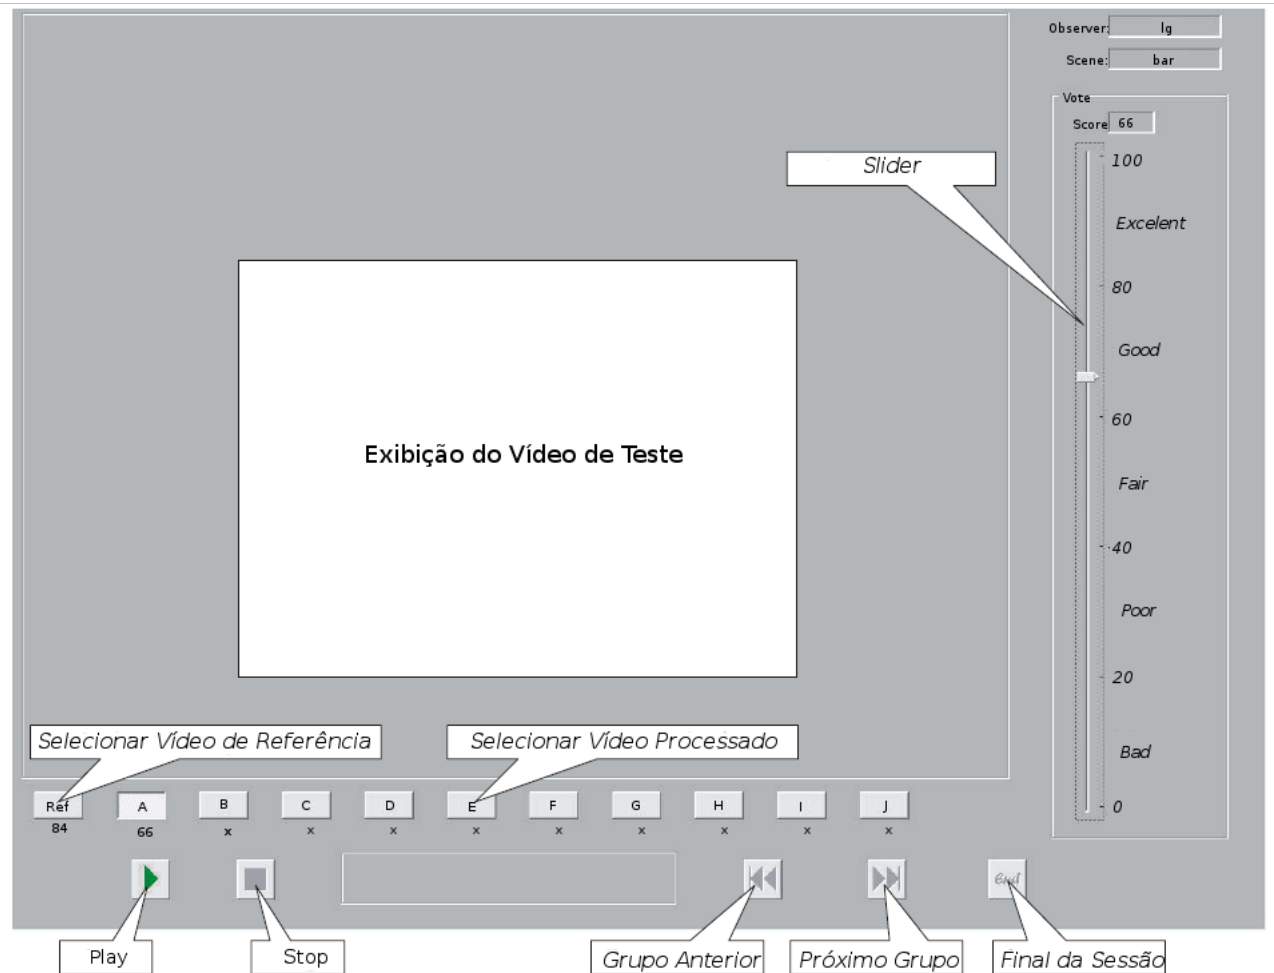 Observer: lg
Scene: bar
Vote
Score 66
Slider
100
Excelent
80
Good
60
Fair
40
Poor
20
Bad
0
Exibição do Vídeo de Teste
Selecionar Vídeo de Referência
Selecionar Vídeo Processado
Ref A B C D E F G H I J
84 66 x x x x x x x x x
End
Play
Stop
Grupo Anterior
Próximo Grupo
Final da Sessão